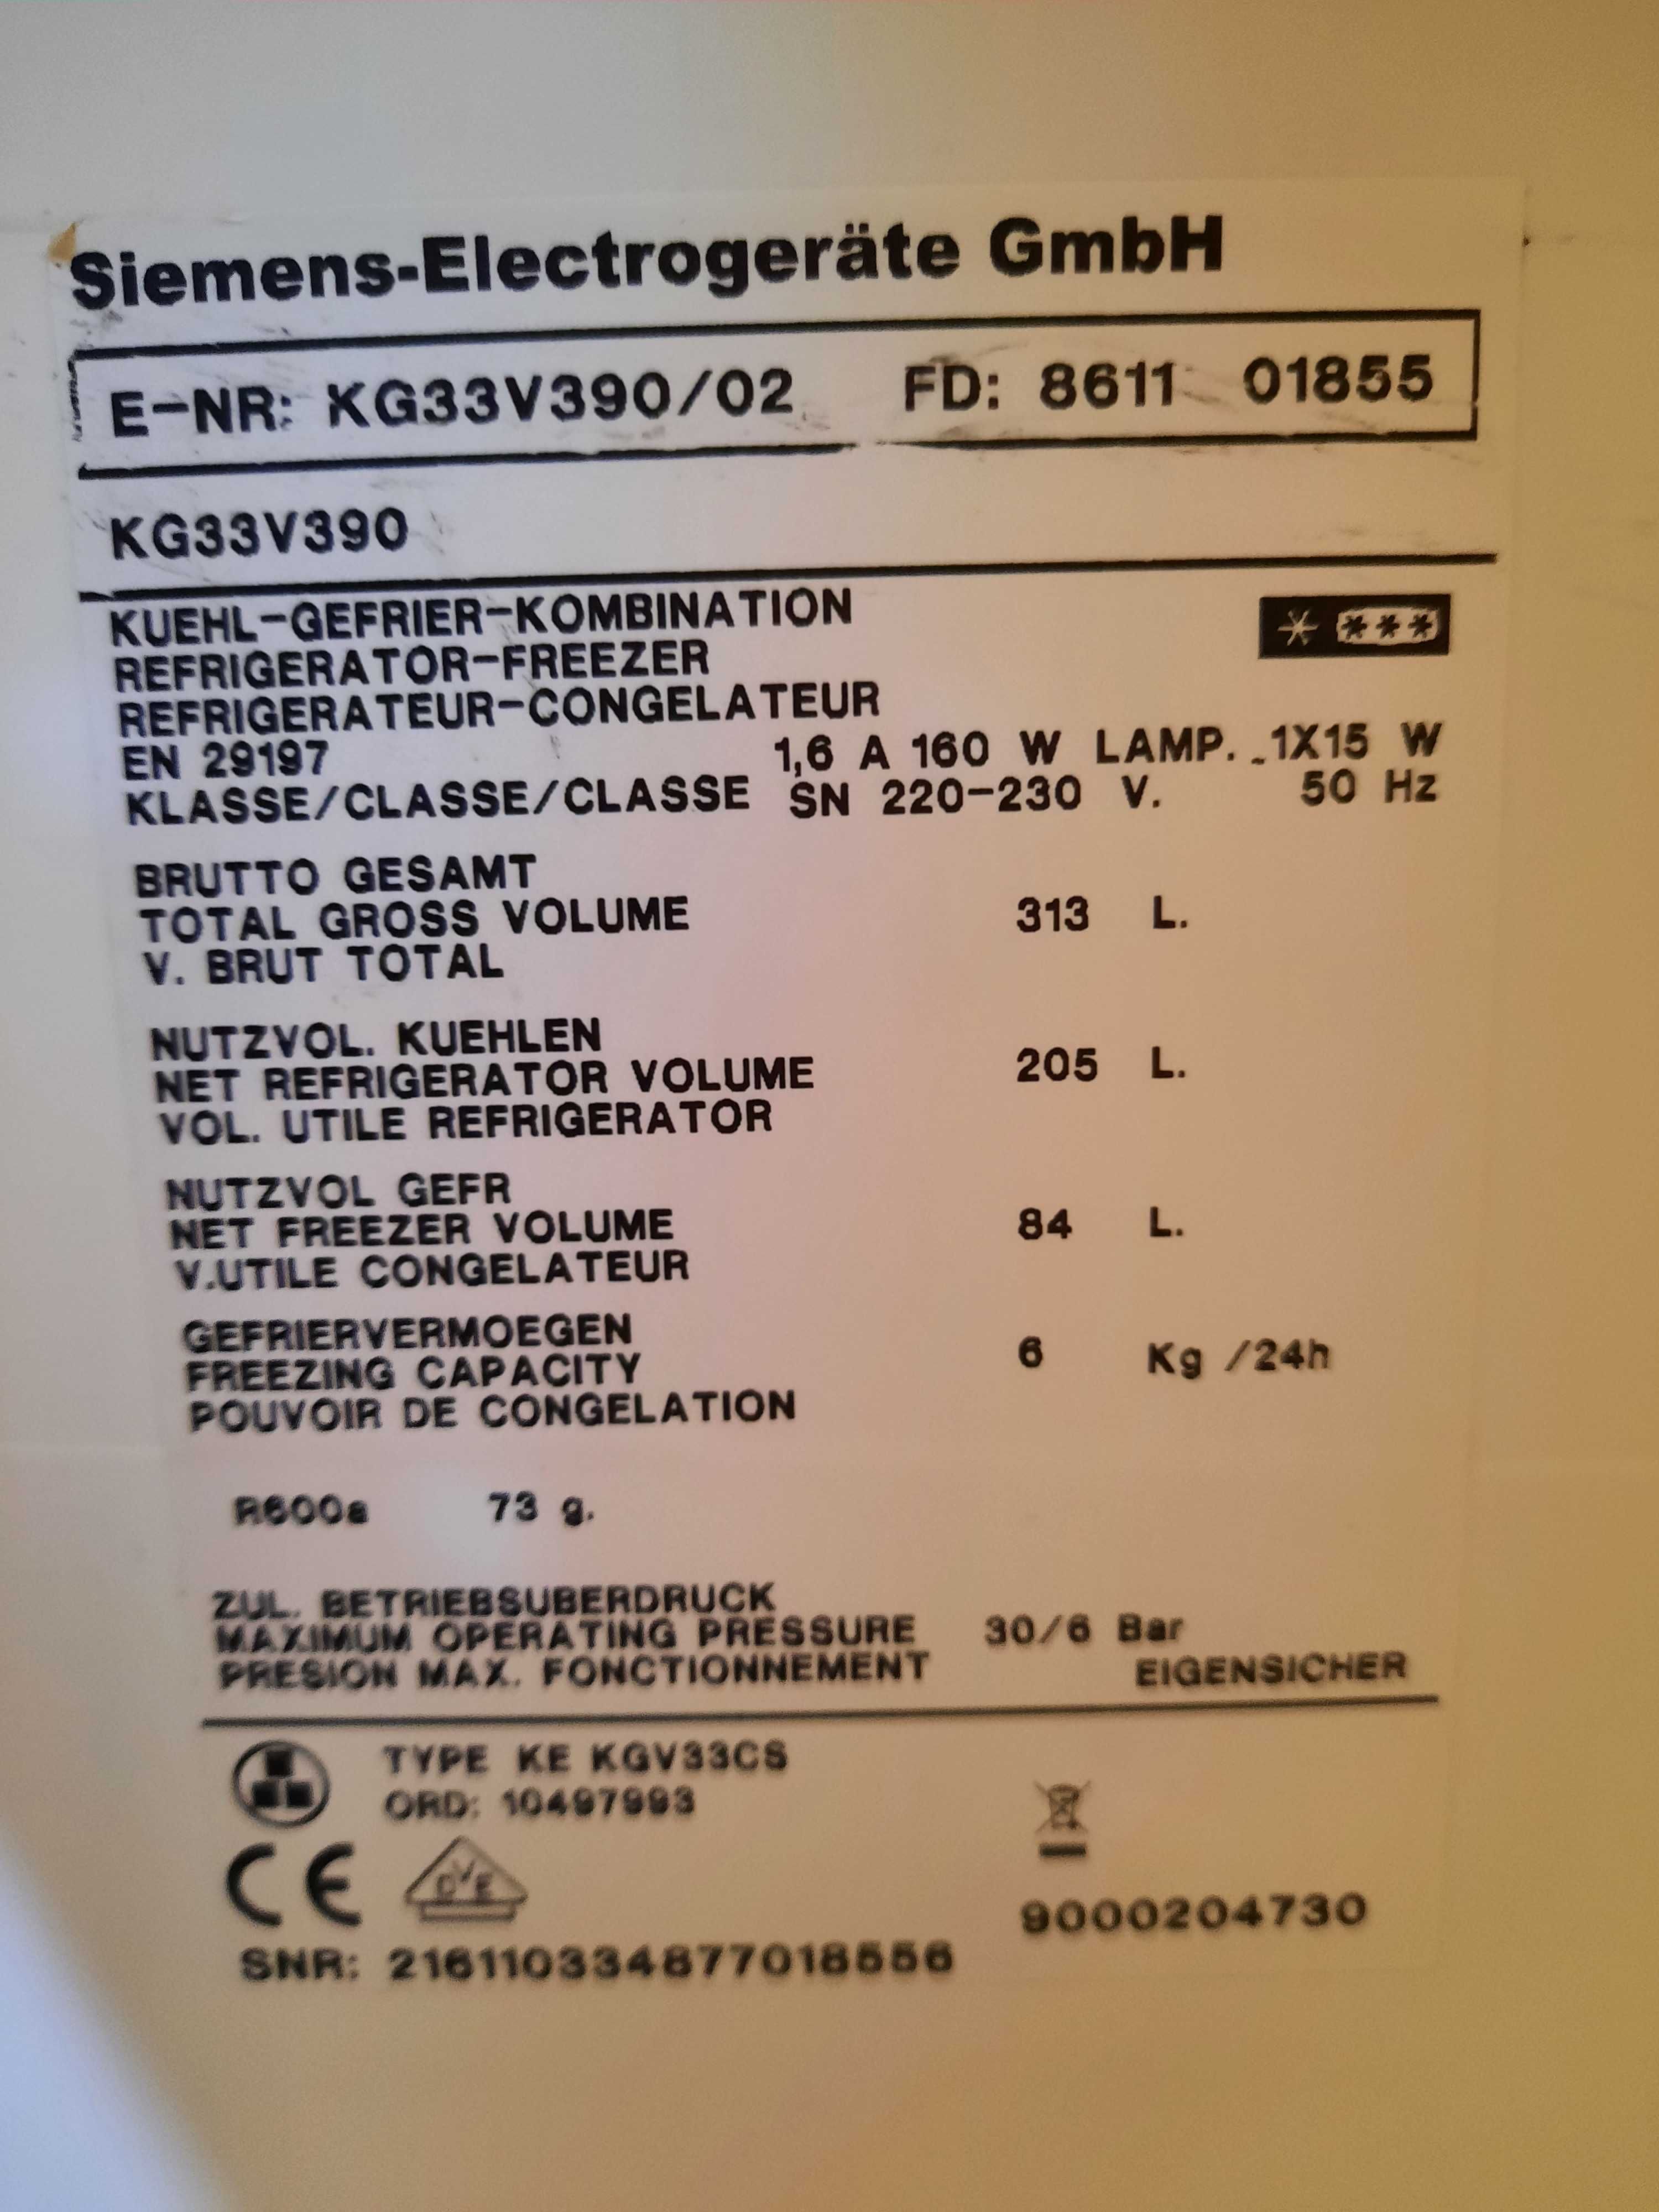 Siemens-Electrogeräte GmbH
E-NR: KG33V390/02 FD: 8611 01855
KG33V390
KUEHL-GEFRIER-KOMBINATION
REFRIGERATOR-FREEZER
REFRIGERATEUR-CONGELATEUR
EN 29197 1,6 A 160 W LAMP. 1X15 W
KLASSE/CLASSE/CLASSE SN 220-230 V. 50 Hz
BRUTTO GESAMT
TOTAL GROSS VOLUME 313 L.
V. BRUT TOTAL
NUTZVOL. KUEHLEN
NET REFRIGERATOR VOLUME 205 L.
VOL. UTILE REFRIGERATOR
NUTZVOL GEFR
NET FREEZER VOLUME 84 L.
V.UTILE CONGELATEUR
GEFRIERVERMOEGEN
FREEZING CAPACITY 6 Kg /24h
POUVOIR DE CONGELATION
R600a 73 g.
ZUL. BETRIEBSUBERDRUCK
MAXIMUM OPERATING PRESSURE 30/6 Bar
PRESION MAX. FONCTIONNEMENT EIGENSICHER
TYPE KE KGV33CS
ORD: 10497993
CE DVE
9000204730
SNR: 216110334877018556